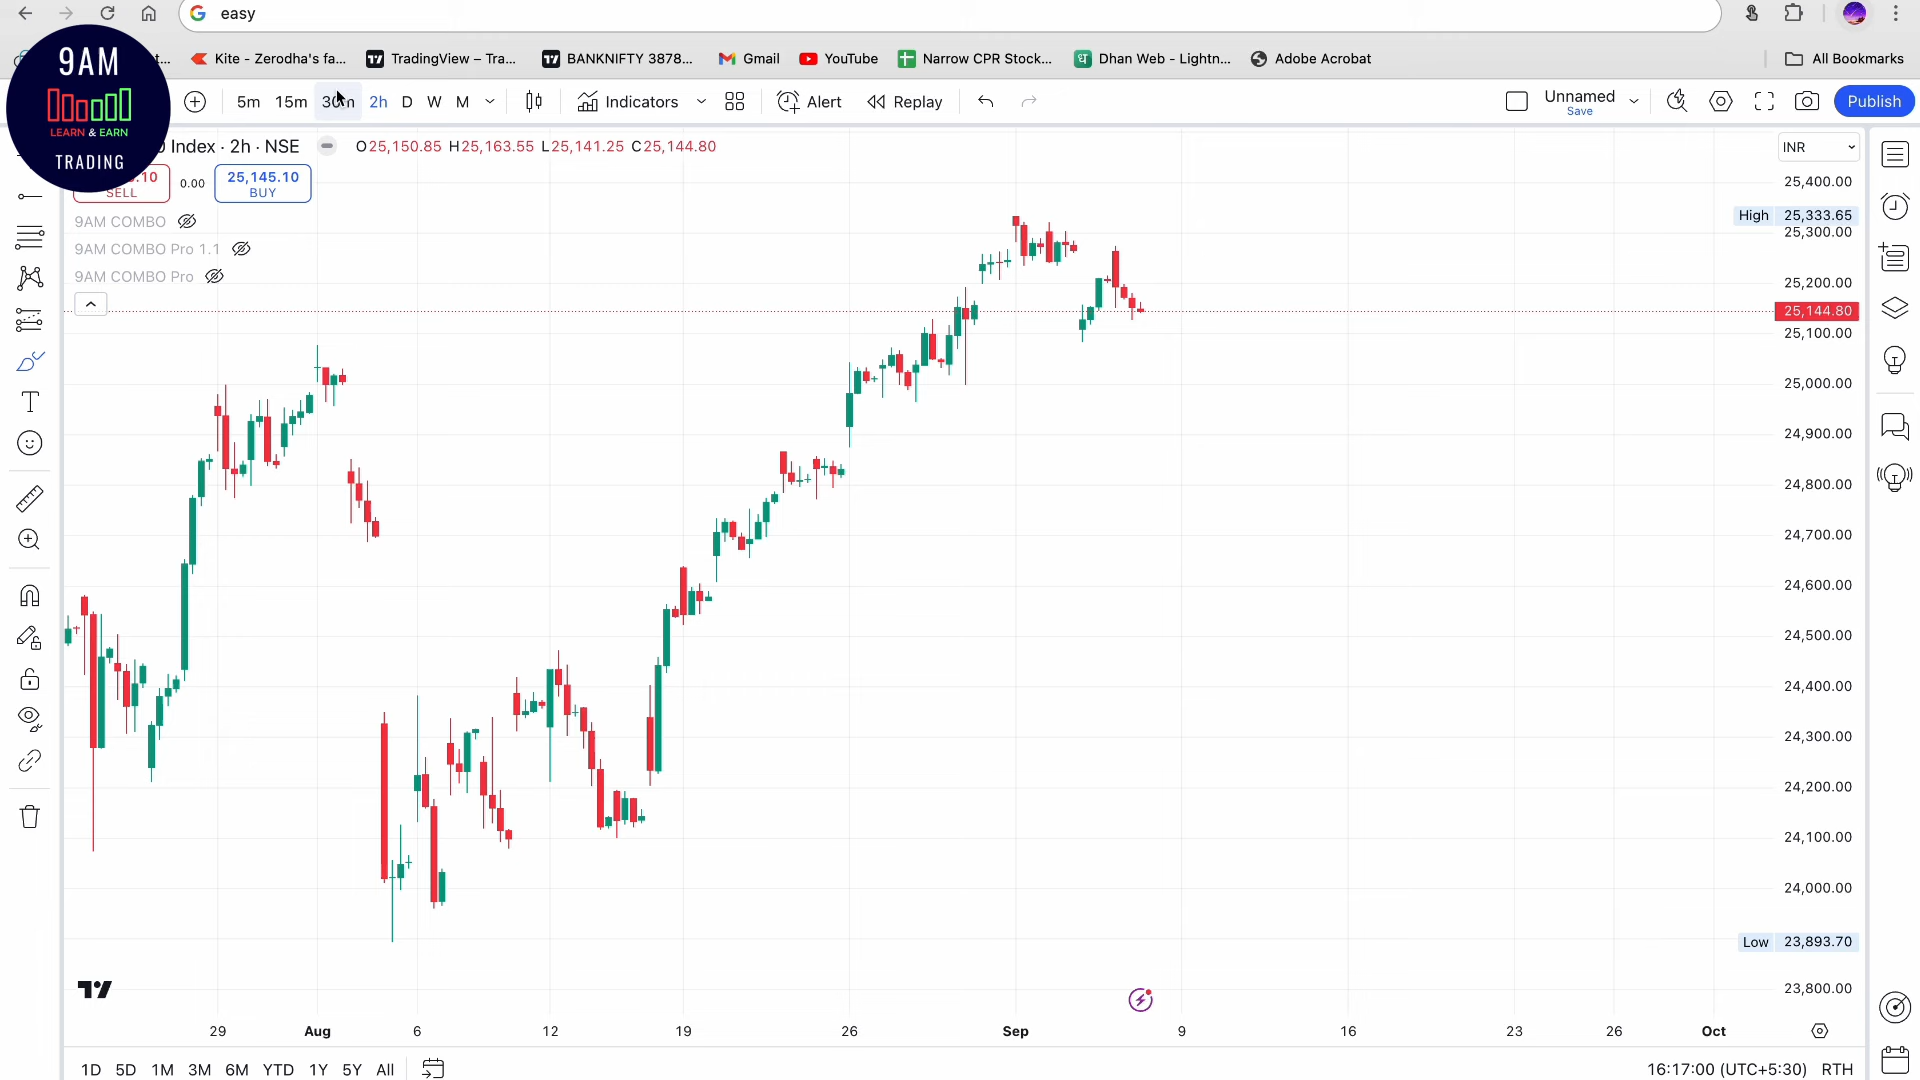 easy
9AM
LEARN & EARN
TRADING
t... Kite - Zerodha's fa... TradingView – Tra... BANKNIFTY 3878... Gmail YouTube Narrow CPR Stock... Dhan Web - Lightn... Adobe Acrobat All Bookmarks
5m 15m 30m 2h D W M Indicators Alert Replay Unnamed Save Publish
Index · 2h · NSE O25,150.85 H25,163.55 L25,141.25 C25,144.80 INR
.10 SELL 0.00 25,145.10 BUY
9AM COMBO
9AM COMBO Pro 1.1
9AM COMBO Pro
25,400.00
High 25,333.65
25,300.00
25,200.00
25,144.80
25,100.00
25,000.00
24,900.00
24,800.00
24,700.00
24,600.00
24,500.00
24,400.00
24,300.00
24,200.00
24,100.00
24,000.00
Low 23,893.70
23,800.00
29 Aug 6 12 19 26 Sep 9 16 23 26 Oct
1D 5D 1M 3M 6M YTD 1Y 5Y All 16:17:00 (UTC+5:30) RTH